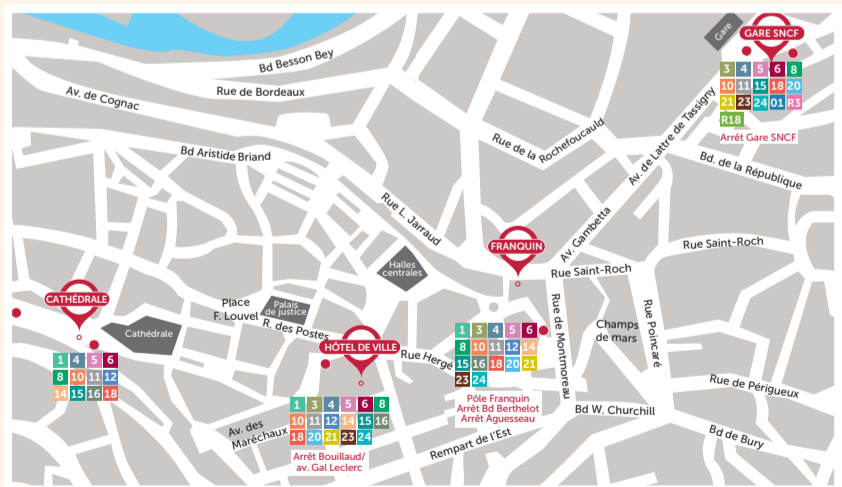 Gare
GARE SNCF
3 4 5 6 8
10 11 15 18 20
21 23 24 01 R3
R18
Arrêt Gare SNCF
Bd Besson Bey
Rue de Bordeaux
Av. de Cognac
Bd Aristide Briand
Rue de la
Rochefoucauld
Av. de Lattre de Tassigny
Bd. de la République
Rue L. Jarraud
Av. Gambetta
Rue Saint-Roch
FRANQUIN
Rue Saint-Roch
Halles
centrales
CATHÉDRALE
Cathédrale
1 4 5 6
8 10 11 12
14 15 16 18
Place
F. Louvel
Palais
de justice
R. des Postes
HÔTEL DE VILLE
Rue Hergé
1 3 4 5 6
8 10 11 12 14
15 16 18 20 21
23 24
Pôle Franquin
Arrêt Bd Berthelot
Arrêt Aguesseau
Rue de Montmoreau
Champs
de mars
Rue Poincaré
Rue de Périgueux
Bd W. Churchill
Bd de Bury
1 3 4 5 6 8
10 11 12 14 15 16
18 20 21 23 24
Arrêt Bouillaud/
av. Gal Leclerc
Av. des
Maréchaux
Rempart de l'Est